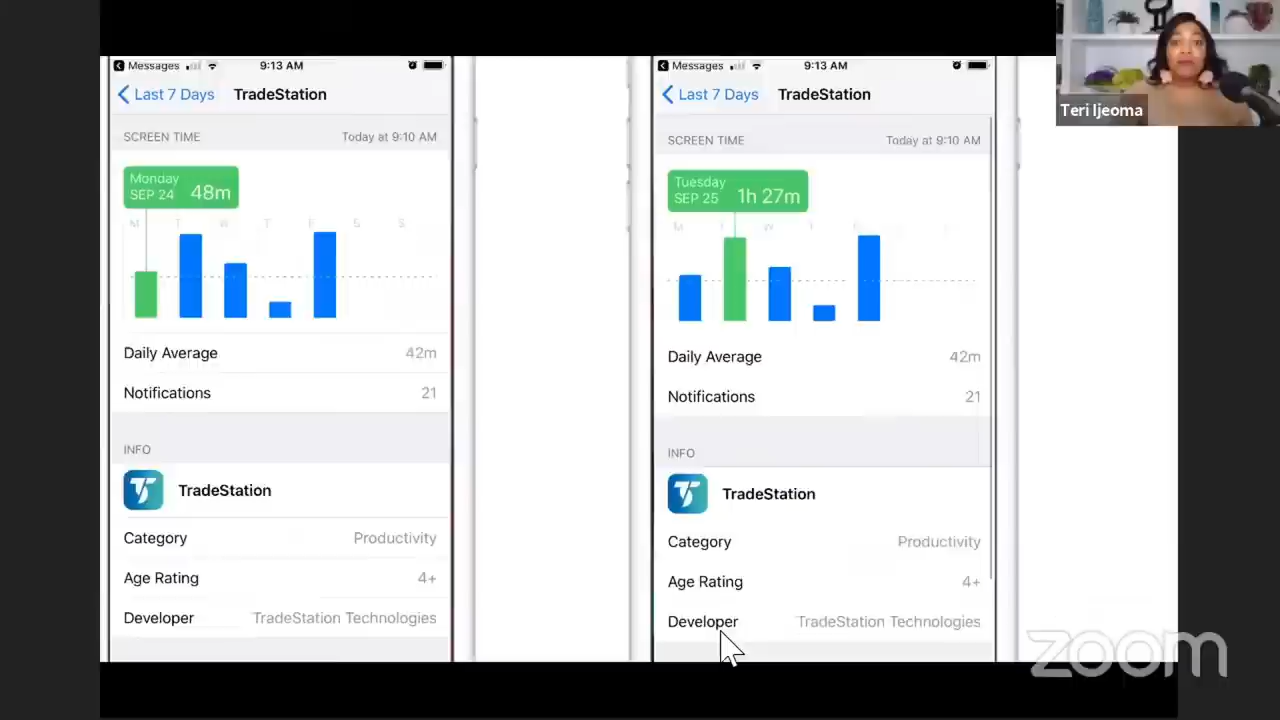 Messages 9:13 AM
Last 7 Days TradeStation
SCREEN TIME Today at 9:10 AM
Monday
SEP 24 48m
M T W T F S S
Daily Average 42m
Notifications 21
INFO
TradeStation
Category Productivity
Age Rating 4+
Developer TradeStation Technologies
Messages 9:13 AM
Last 7 Days TradeStation
SCREEN TIME Today at 9:10 AM
Tuesday
SEP 25 1h 27m
M T W T F
Daily Average 42m
Notifications 21
INFO
TradeStation
Category Productivity
Age Rating 4+
Developer TradeStation Technologies
Teri Ijeoma
zoom